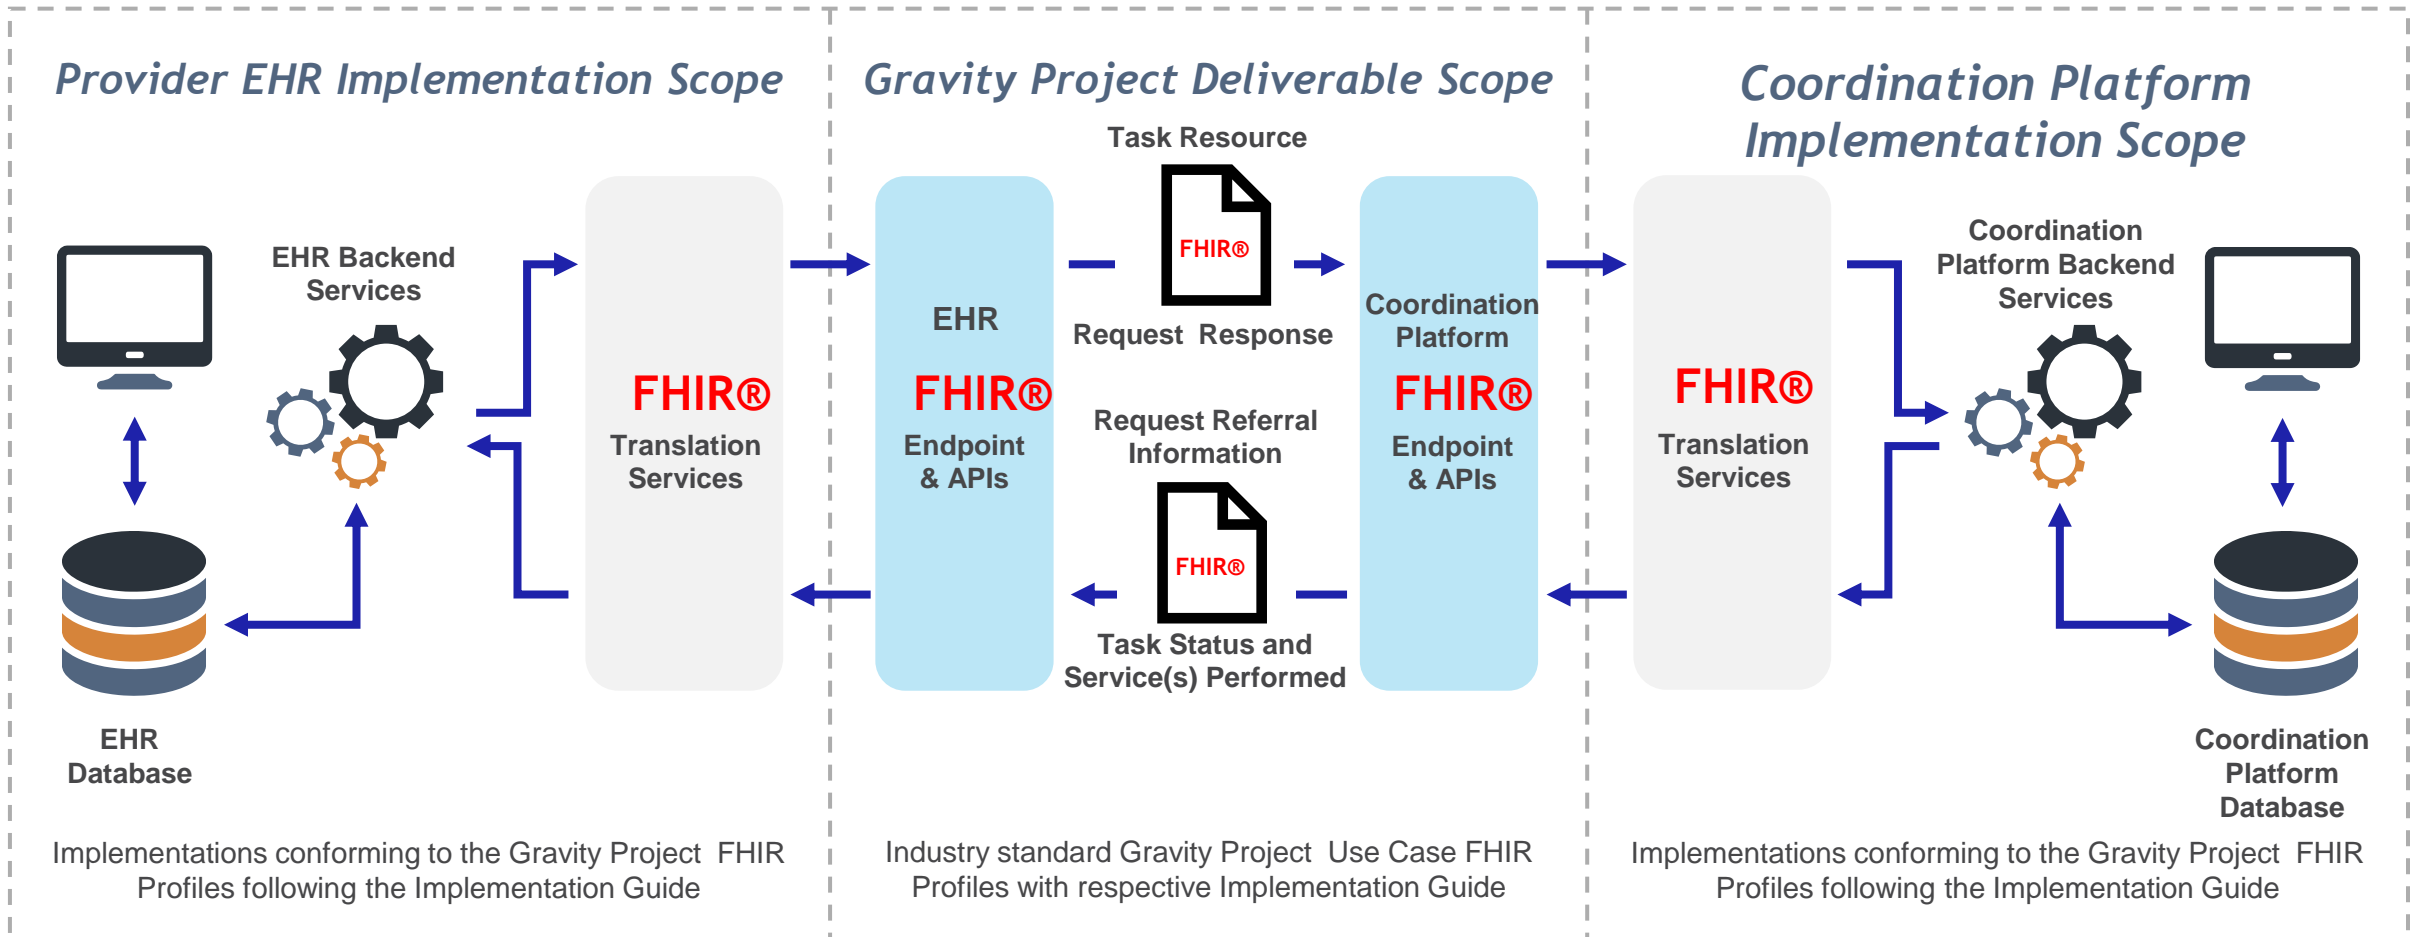 Provider EHR Implementation Scope
EHR Backend
Services
FHIR®
Translation
Services
EHR
Database
Implementations conforming to the Gravity Project  FHIR
Profiles following the Implementation Guide
Gravity Project Deliverable Scope
EHR
FHIR®
Endpoint
& APIs
Task Resource
FHIR®
Request  Response
Request Referral
Information
FHIR®
Task Status and
Service(s) Performed
Coordination
Platform
FHIR®
Endpoint
& APIs
Industry standard Gravity Project  Use Case FHIR
Profiles with respective Implementation Guide
Coordination Platform
Implementation Scope
FHIR®
Translation
Services
Coordination
Platform Backend
Services
Coordination
Platform
Database
Implementations conforming to the Gravity Project  FHIR
Profiles following the Implementation Guide